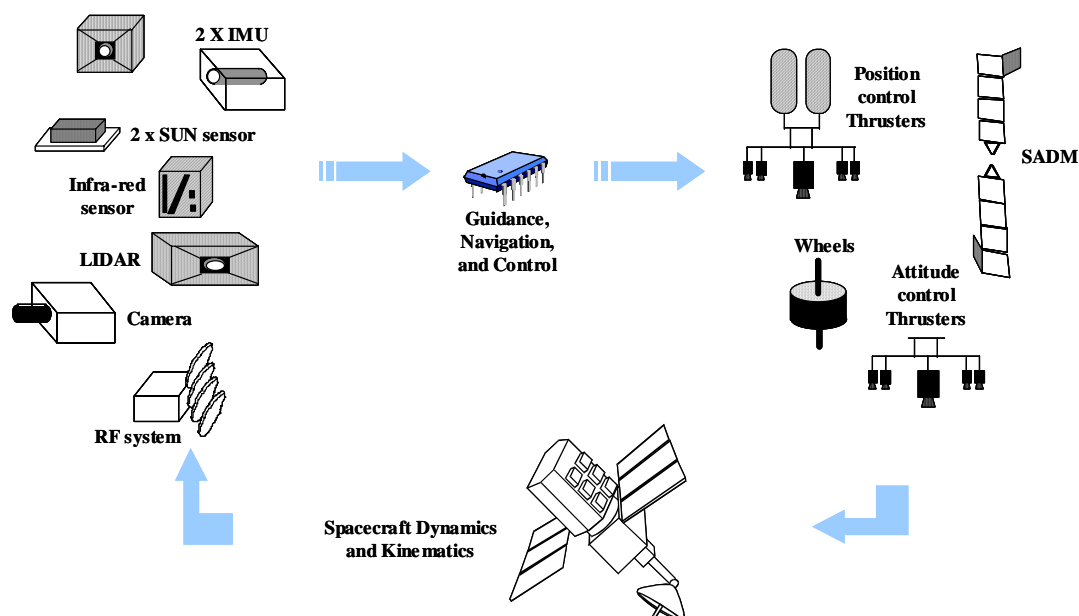 2 X IMU
2 x SUN sensor
Infra-red
sensor
LIDAR
Camera
RF system
Guidance,
Navigation,
and Control
Position
control
Thrusters
SADM
Wheels
Attitude
control
Thrusters
Spacecraft Dynamics
and Kinematics